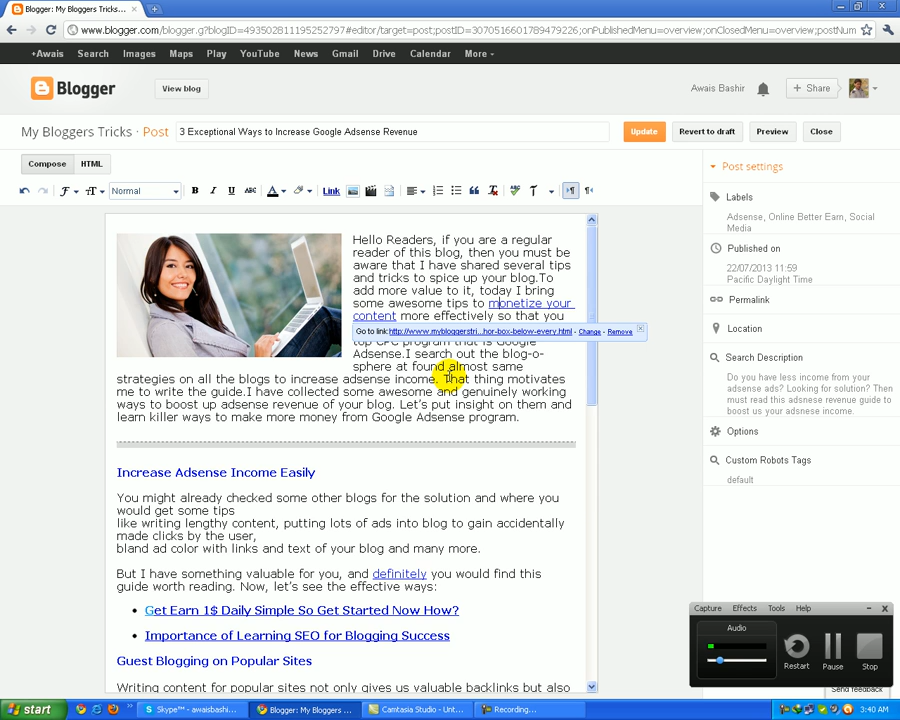 Blogger: My Bloggers Tricks...
www.blogger.com/blogger.g?blogID=493502811195252797#editor/target=post;postID=3070516601789479226;onPublishedMenu=overview;onClosedMenu=overview;postNum
+Awais Search Images Maps Play YouTube News Gmail Drive Calendar More
Blogger View blog Awais Bashir + Share
My Bloggers Tricks · Post 3 Exceptional Ways to Increase Google Adsense Revenue Update Revert to draft Preview Close
Compose HTML
Normal B I U ABC A Link
Hello Readers, if you are a regular
reader of this blog, then you must be
aware that I have shared several tips
and tricks to spice up your blog.To
add more value to it, today I bring
some awesome tips to monetize your
content more effectively so that you
Go to link: http://www.mybloggerstri...hor-box-below-every.html - Change - Remove
top CPC program that is Google
Adsense.I search out the blog-o-
sphere at found almost same
strategies on all the blogs to increase adsense income. That thing motivates
me to write the guide.I have collected some awesome and genuinely working
ways to boost up adsense revenue of your blog. Let's put insight on them and
learn killer ways to make more money from Google Adsense program.
Increase Adsense Income Easily
You might already checked some other blogs for the solution and where you
would get some tips
like writing lengthy content, putting lots of ads into blog to gain accidentally
made clicks by the user,
bland ad color with links and text of your blog and many more.
But I have something valuable for you, and definitely you would find this
guide worth reading. Now, let's see the effective ways:
• Get Earn 1$ Daily Simple So Get Started Now How?
• Importance of Learning SEO for Blogging Success
Guest Blogging on Popular Sites
Writing content for popular sites not only gives us valuable backlinks but also
Post settings
Labels
Adsense, Online Better Earn, Social
Media
Published on
22/07/2013 11:59
Pacific Daylight Time
Permalink
Location
Search Description
Do you have less income from your
adsense ads? Looking for solution? Then
must read this adsnese revenue guide to
boost us your adsnese income.
Options
Custom Robots Tags
default
Capture Effects Tools Help
Audio
Restart Pause Stop
Send feedback
start Skype™ - awaisbashi... Blogger: My Bloggers ... Camtasia Studio - Unt... Recording... 3:40 AM